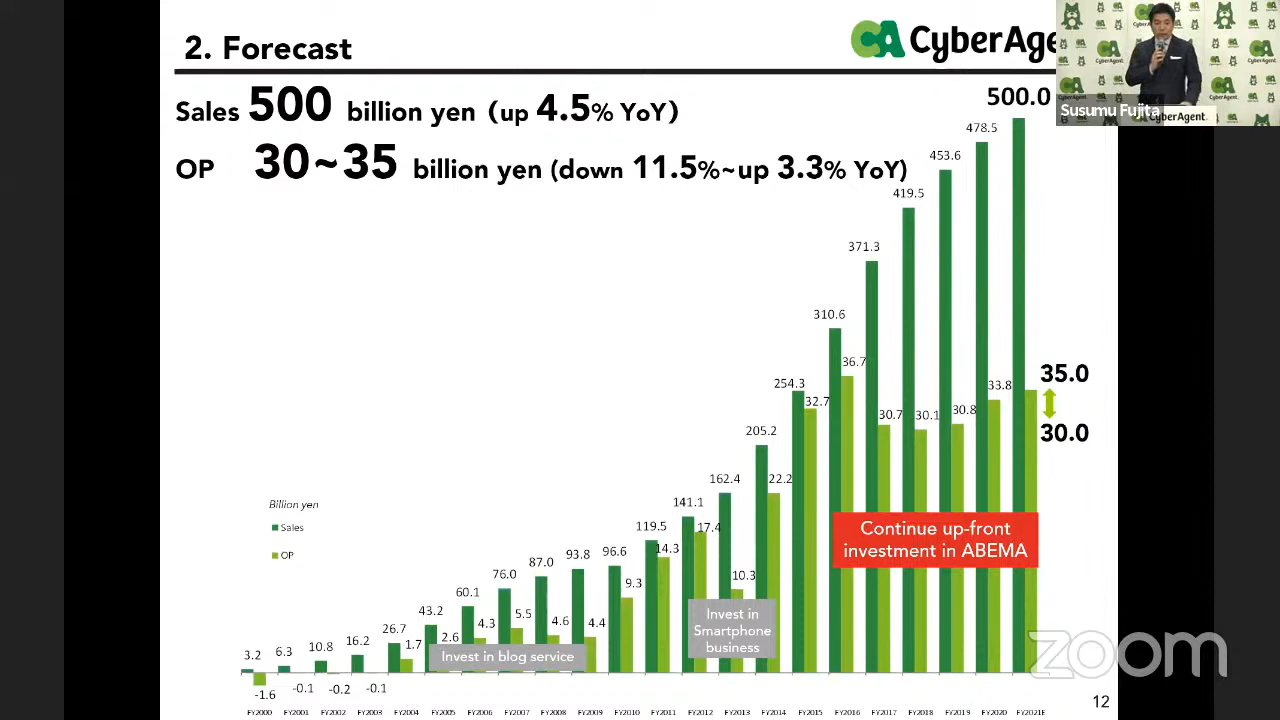 2. Forecast
CyberAge
Susumu Fujita
CyberAgent.
Sales 500 billion yen (up 4.5% YoY)
OP 30~35 billion yen (down 11.5%~up 3.3% YoY)
500.0
478.5
453.6
419.5
371.3
310.6
254.3
205.2
162.4
141.1
119.5
96.6
93.8
87.0
76.0
60.1
43.2
26.7
16.2
10.8
6.3
3.2
35.0
30.0
33.8
30.8
30.1
30.7
36.7
32.7
22.2
10.3
17.4
14.3
9.3
4.4
4.6
5.5
4.3
2.6
1.7
-0.1
-0.2
-0.1
-1.6
Billion yen
Sales
OP
Invest in blog service
Invest in
Smartphone
business
Continue up-front
investment in ABEMA
zoom
12
FY2000 FY2001 FY2002 FY2003 FY2004 FY2005 FY2006 FY2007 FY2008 FY2009 FY2010 FY2011 FY2012 FY2013 FY2014 FY2015 FY2016 FY2017 FY2018 FY2019 FY2020 FY2021E